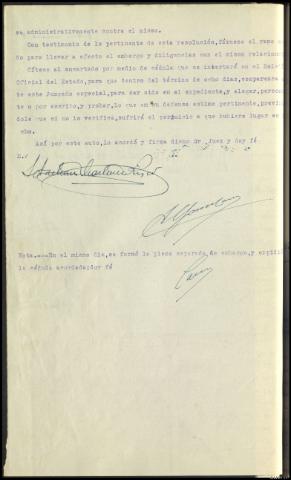 se, administrativamente contra el mismo.
Con testimonio de lo pertinente de esta resolución, fórmese el ramo
do para llevar a efecto el embargo y diligencias con el mismo relacion
Cítese al encartado por medio de cédula que se insertará en el Bole
Oficial del Estado, para que dentro del término de ocho días, comparezca
te este Juzgado especial, para ser oido en el expediente, y alegar, person
te o por escrito, y probar, lo que en su defensa estime pertinente, previ
dole que si no lo verifica, sufrirá el perjuicio a que hubiere lugar en
cho.
Así por este auto, lo acordó y firma dicho Sr. Juez y doy fé
Nota.---En el mismo día, se formó la pieza separada, de embargo, y
la cédula acordada; doy fé